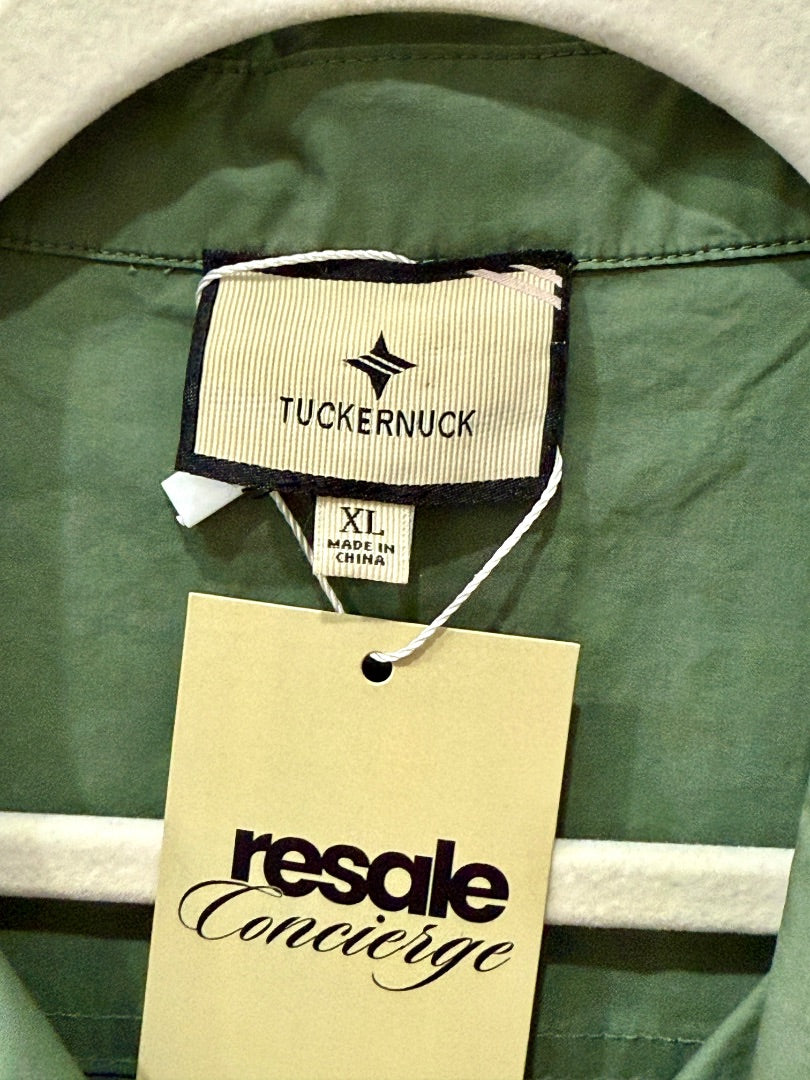 TUCKERNUCK
XL
MADE IN
CHINA
resale
Concierge